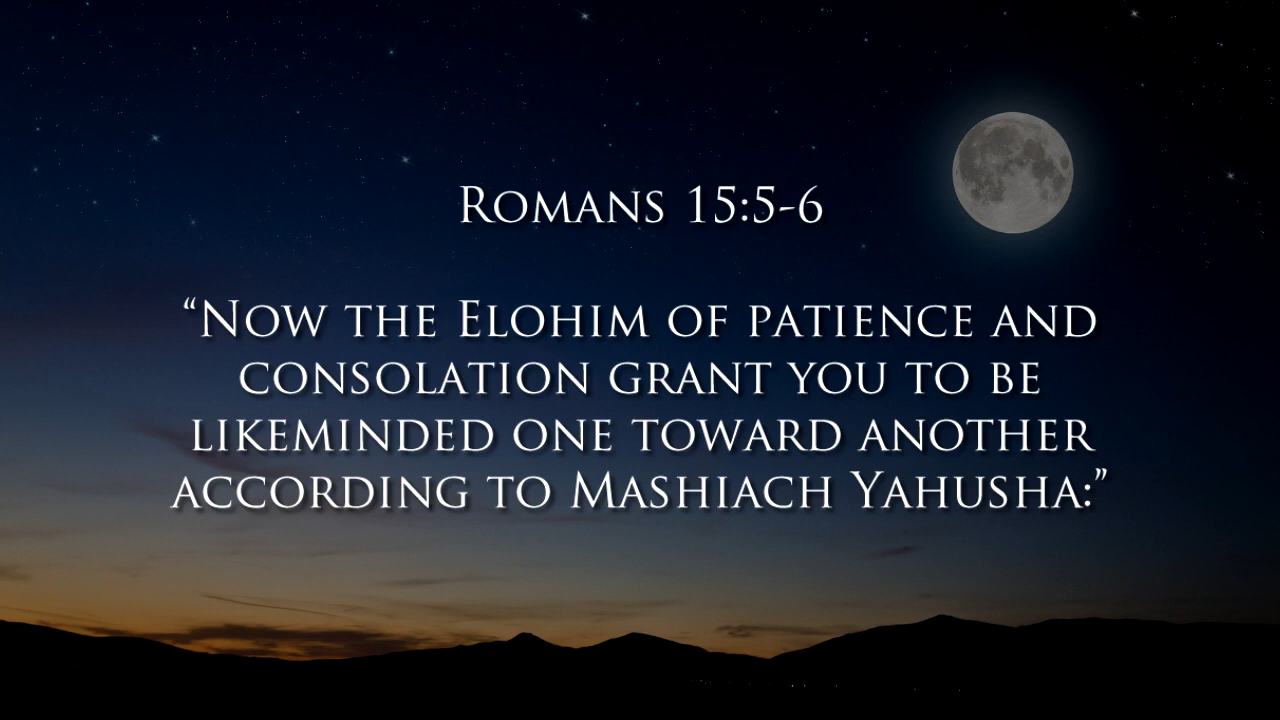 Romans 15:5-6
“Now the Elohim of patience and
consolation grant you to be
likeminded one toward another
according to Mashiach Yahusha:”